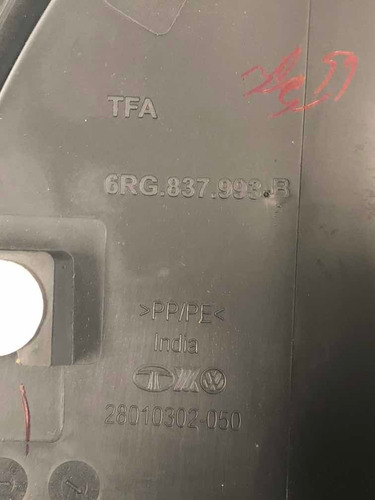 TFA
6RG.837.993.B
>PP/PE<
India
28010302-050